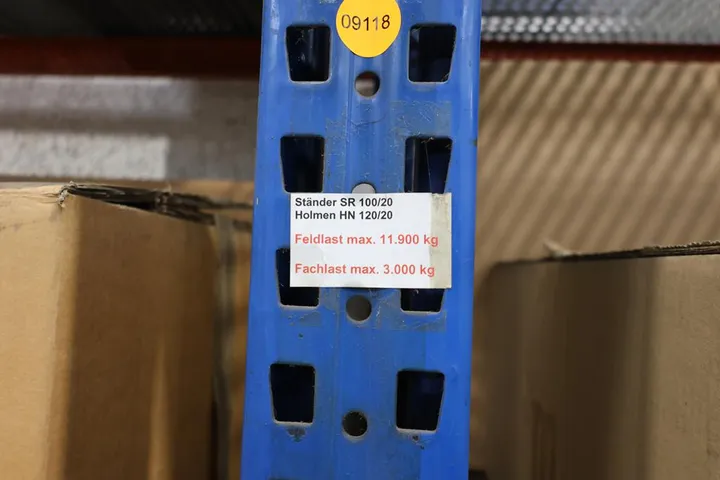 09118
Ständer SR 100/20
Holmen HN 120/20
Feldlast max. 11.900 kg
Fachlast max. 3.000 kg